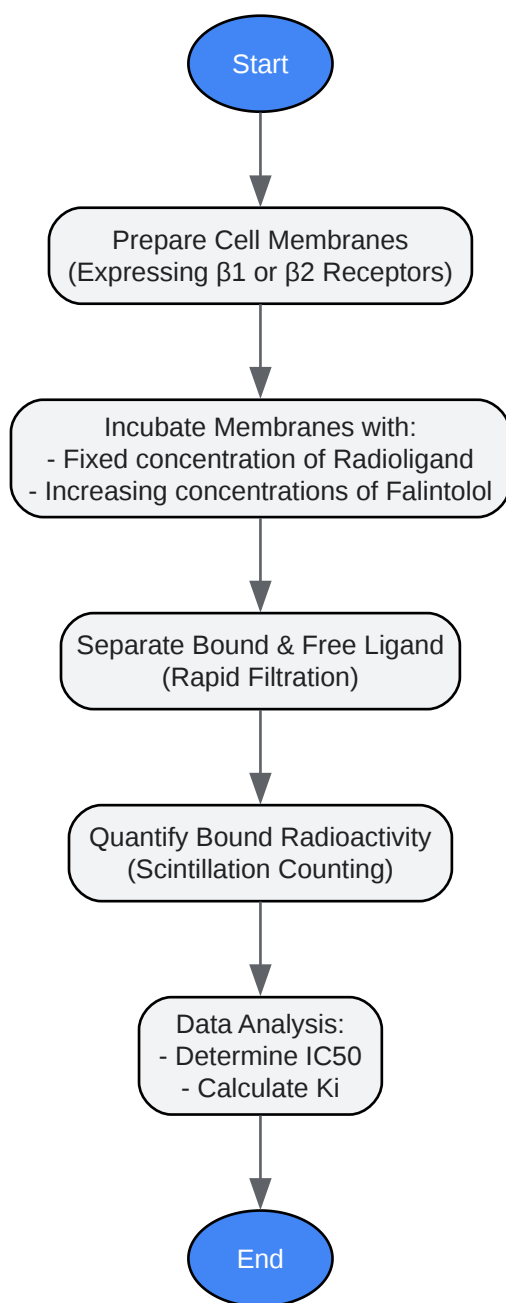 Start
Prepare Cell Membranes
(Expressing β1 or β2 Receptors)
Incubate Membranes with:
- Fixed concentration of Radioligand
- Increasing concentrations of Falintolol
Separate Bound & Free Ligand
(Rapid Filtration)
Quantify Bound Radioactivity
(Scintillation Counting)
Data Analysis:
- Determine IC50
- Calculate Ki
End